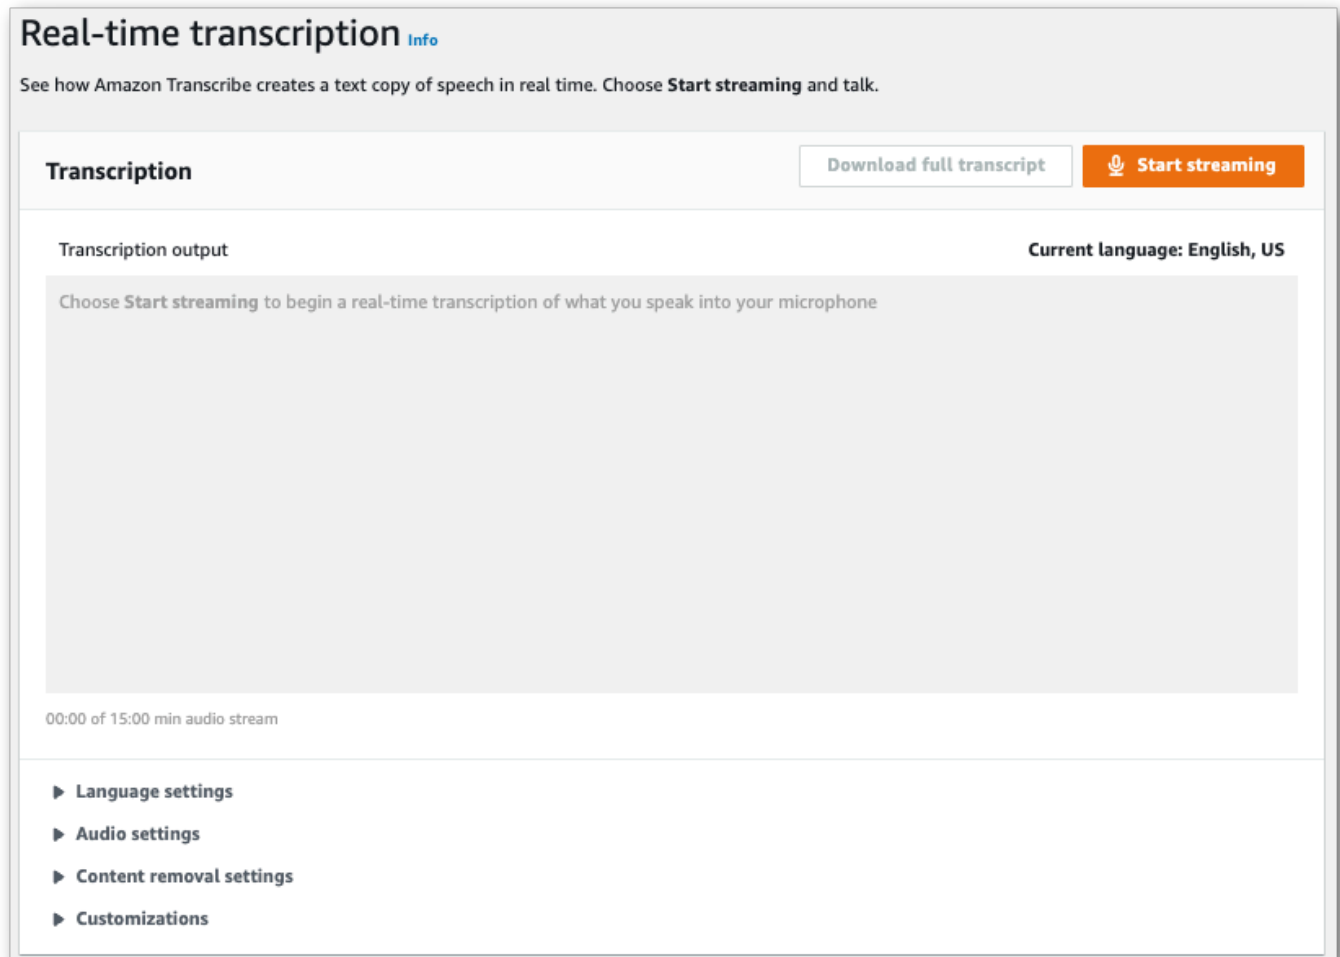 Real-time transcription Info
See how Amazon Transcribe creates a text copy of speech in real time. Choose Start streaming and talk.
Transcription
Download full transcript
Start streaming
Transcription output
Current language: English, US
Choose Start streaming to begin a real-time transcription of what you speak into your microphone
00:00 of 15:00 min audio stream
Language settings
Audio settings
Content removal settings
Customizations